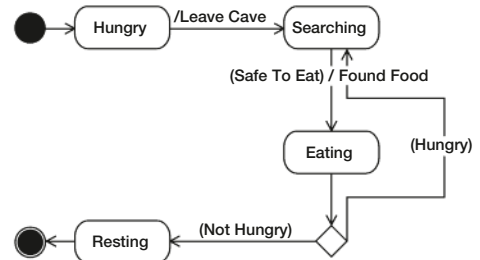 /Leave Cave
Hungry
Searching
(Safe To Eat) / Found Food
Eating
(Hungry)
(Not Hungry)
Resting